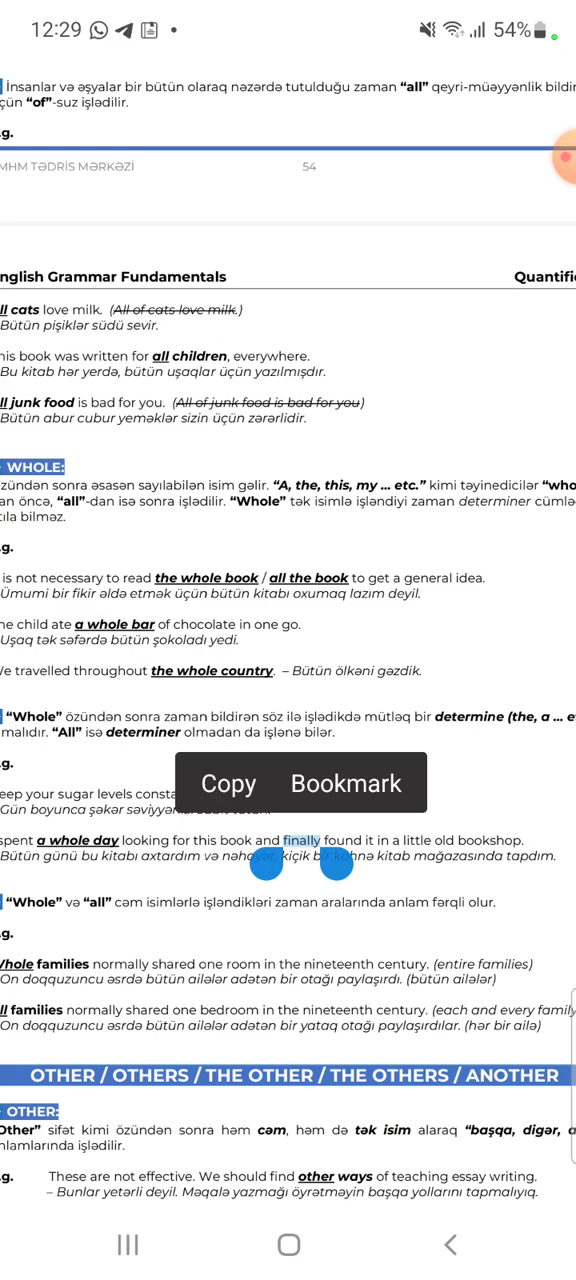 12:29 54%
İnsanlar və əşyalar bir bütün olaraq nəzərdə tutulduğu zaman “all” qeyri-müəyyənlik bildir
çün “of”-suz işlədilir.
.g.
MHM TƏDRİS MƏRKƏZİ 54
nglish Grammar Fundamentals Quantifi
ll cats love milk. (All of cats love milk.)
Bütün pişiklər südü sevir.
his book was written for all children, everywhere.
Bu kitab hər yerdə, bütün uşaqlar üçün yazılmışdır.
ll junk food is bad for you. (All of junk food is bad for you)
Bütün abur cubur yeməklər sizin üçün zərərlidir.
WHOLE:
zündən sonra əsasən sayılabilən isim gəlir. “A, the, this, my ... etc.” kimi təyinedicilər “who
an öncə, “all”-dan isə sonra işlədilir. “Whole” tək isimlə işləndiyi zaman determiner cümlə
tıla bilməz.
.g.
is not necessary to read the whole book / all the book to get a general idea.
Ümumi bir fikir əldə etmək üçün bütün kitabı oxumaq lazım deyil.
he child ate a whole bar of chocolate in one go.
Uşaq tək səfərdə bütün şokoladı yedi.
We travelled throughout the whole country. – Bütün ölkəni gəzdik.
“Whole” özündən sonra zaman bildirən söz ilə işlədikdə mütləq bir determine (the, a ... e
malıdır. “All” isə determiner olmadan da işlənə bilər.
.g.
Copy Bookmark
eep your sugar levels consta
Gün boyunca şəkər səviyyə
spent a whole day looking for this book and finally found it in a little old bookshop.
Bütün günü bu kitabı axtardım və nəhayət, kiçik bir köhnə kitab mağazasında tapdım.
“Whole” və “all” cəm isimlərlə işləndikləri zaman aralarında anlam fərqli olur.
.g.
Whole families normally shared one room in the nineteenth century. (entire families)
On doqquzuncu əsrdə bütün ailələr adətən bir otağı paylaşırdı. (bütün ailələr)
ll families normally shared one bedroom in the nineteenth century. (each and every family
On doqquzuncu əsrdə bütün ailələr adətən bir yataq otağı paylaşırdılar. (hər bir ailə)
OTHER / OTHERS / THE OTHER / THE OTHERS / ANOTHER
OTHER:
Other” sifət kimi özündən sonra həm cəm, həm də tək isim alaraq “başqa, digər, a
nlamlarında işlədilir.
.g. These are not effective. We should find other ways of teaching essay writing.
– Bunlar yetərli deyil. Məqalə yazmağı öyrətməyin başqa yollarını tapmalıyıq.